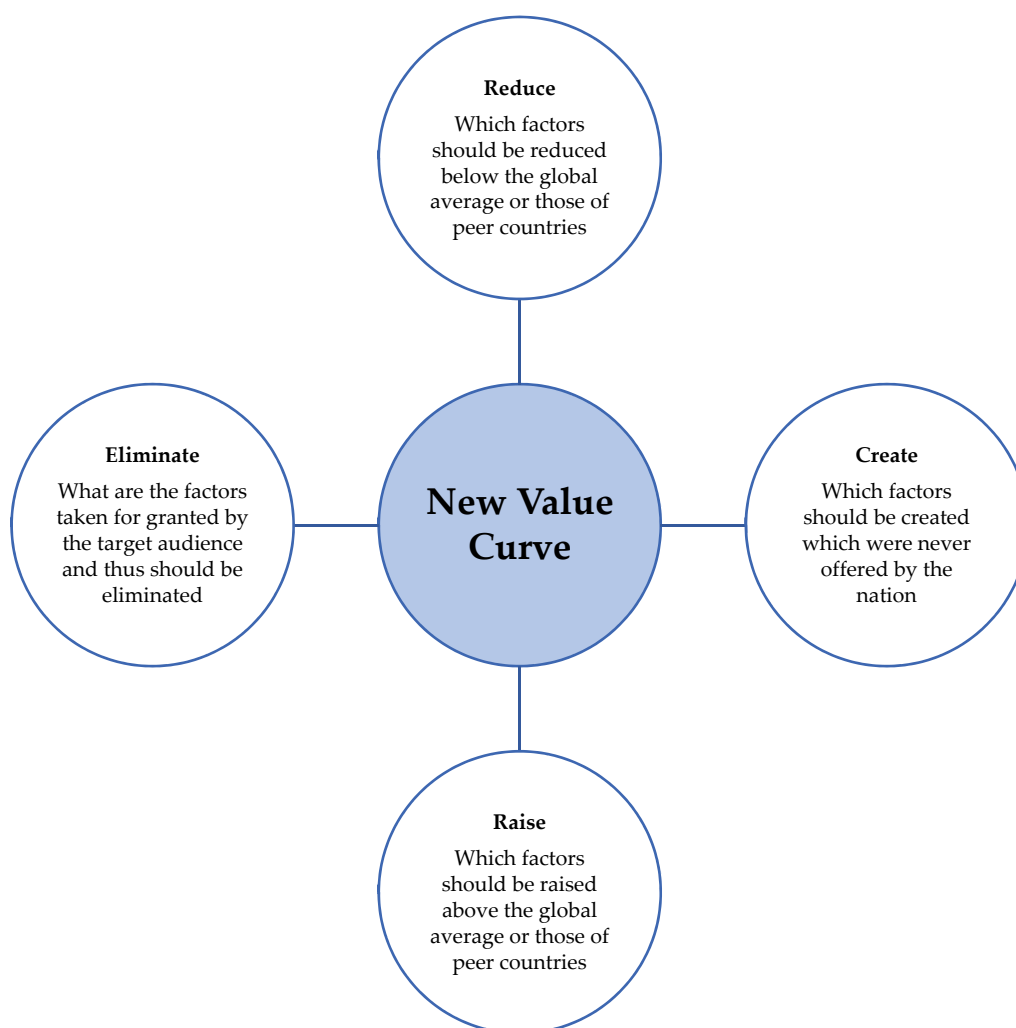 Reduce
Which factors
should be reduced
below the global
average or those of
peer countries
Eliminate
What are the factors
taken for granted by
the target audience
and thus should be
eliminated
New Value
Curve
Create
Which factors
should be created
which were never
offered by the
nation
Raise
Which factors
should be raised
above the global
average or those of
peer countries